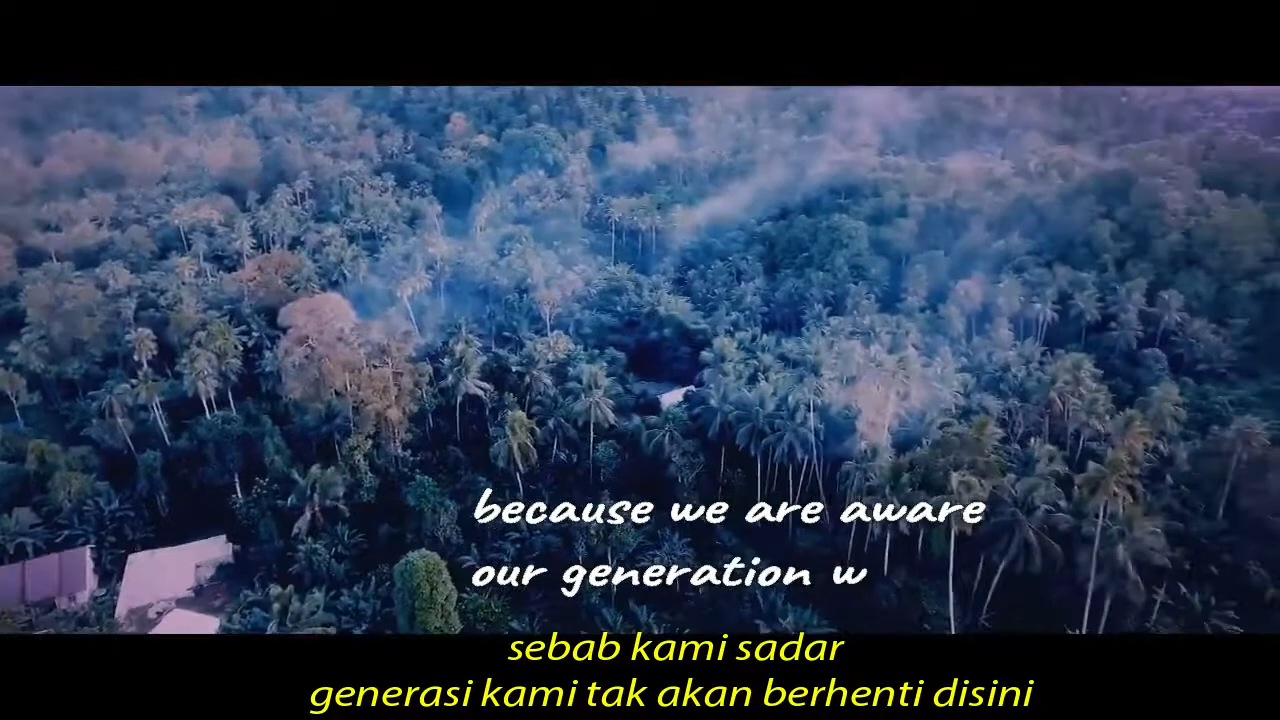 because we are aware
our generation w
sebab kami sadar
generasi kami tak akan berhenti disini